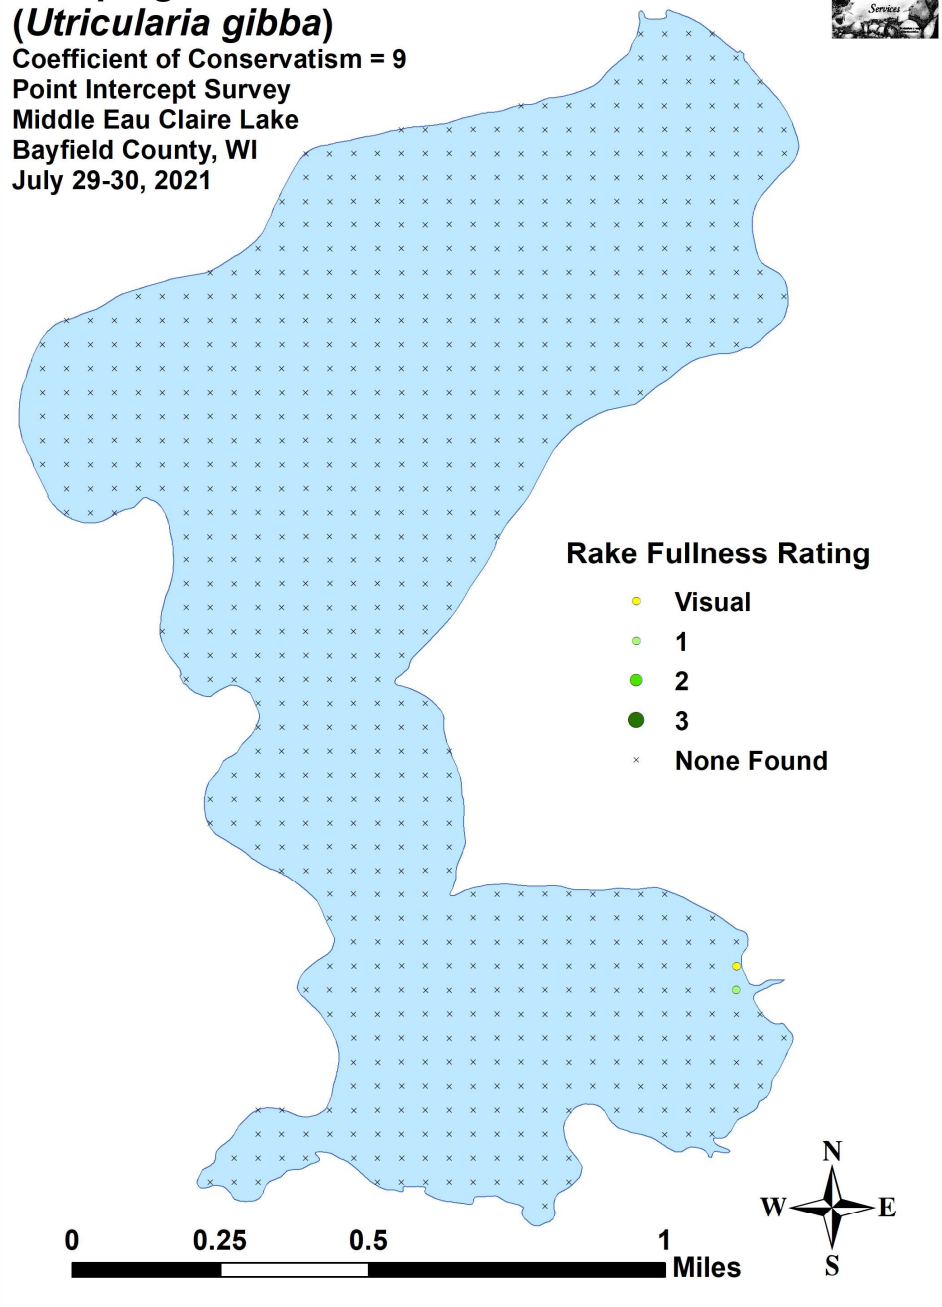 (Utricularia gibba)
Coefficient of Conservatism = 9
Point Intercept Survey
Middle Eau Claire Lake
Bayfield County, WI
July 29-30, 2021
Services
Rake Fullness Rating
Visual
1
2
3
None Found
N
W E
S
0 0.25 0.5 1
Miles